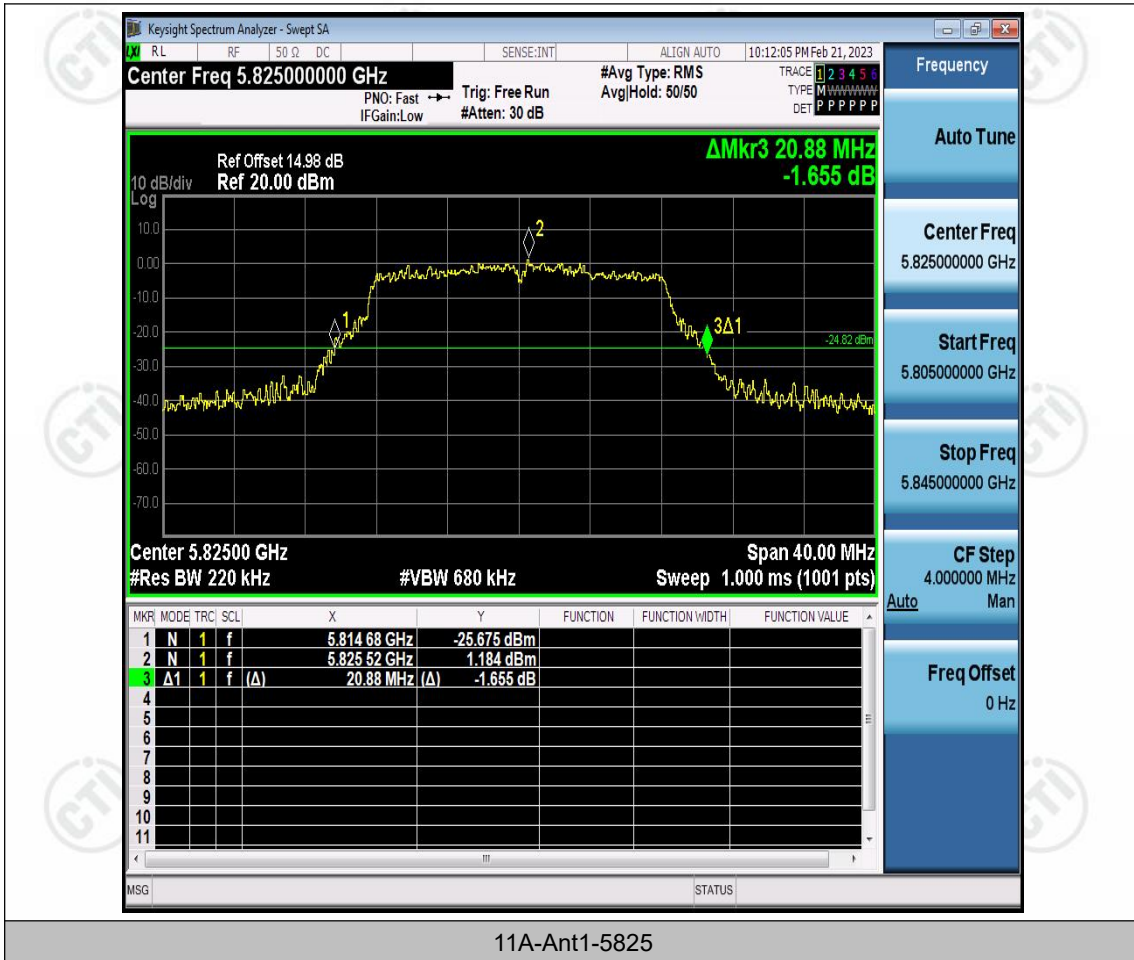 Keysight Spectrum Analyzer - Swept SA
LXI RL RF 50 Ω DC SENSE:INT ALIGN AUTO 10:12:05 PM Feb 21, 2023
Center Freq 5.825000000 GHz
PNO: Fast
IFGain:Low
Trig: Free Run
#Atten: 30 dB
#Avg Type: RMS
Avg|Hold: 50/50
TRACE 1 2 3 4 5 6
TYPE M W W W W W
DET P P P P P P
ΔMkr3 20.88 MHz
-1.655 dB
Ref Offset 14.98 dB
10 dB/div Ref 20.00 dBm
Log
10.0
0.00
-10.0
-20.0
-30.0
-40.0
-50.0
-60.0
-70.0
1
2
3Δ1
-24.82 dBm
Center 5.82500 GHz Span 40.00 MHz
#Res BW 220 kHz #VBW 680 kHz Sweep 1.000 ms (1001 pts)
MKR MODE TRC SCL X Y FUNCTION FUNCTION WIDTH FUNCTION VALUE
1 N 1 f 5.814 68 GHz -25.675 dBm
2 N 1 f 5.825 52 GHz 1.184 dBm
3 Δ1 1 f (Δ) 20.88 MHz (Δ) -1.655 dB
4
5
6
7
8
9
10
11
MSG STATUS
Frequency
Auto Tune
Center Freq
5.825000000 GHz
Start Freq
5.805000000 GHz
Stop Freq
5.845000000 GHz
CF Step
4.000000 MHz
Auto Man
Freq Offset
0 Hz
CTI
CTI
CTI
CTI
CTI
CTI
11A-Ant1-5825